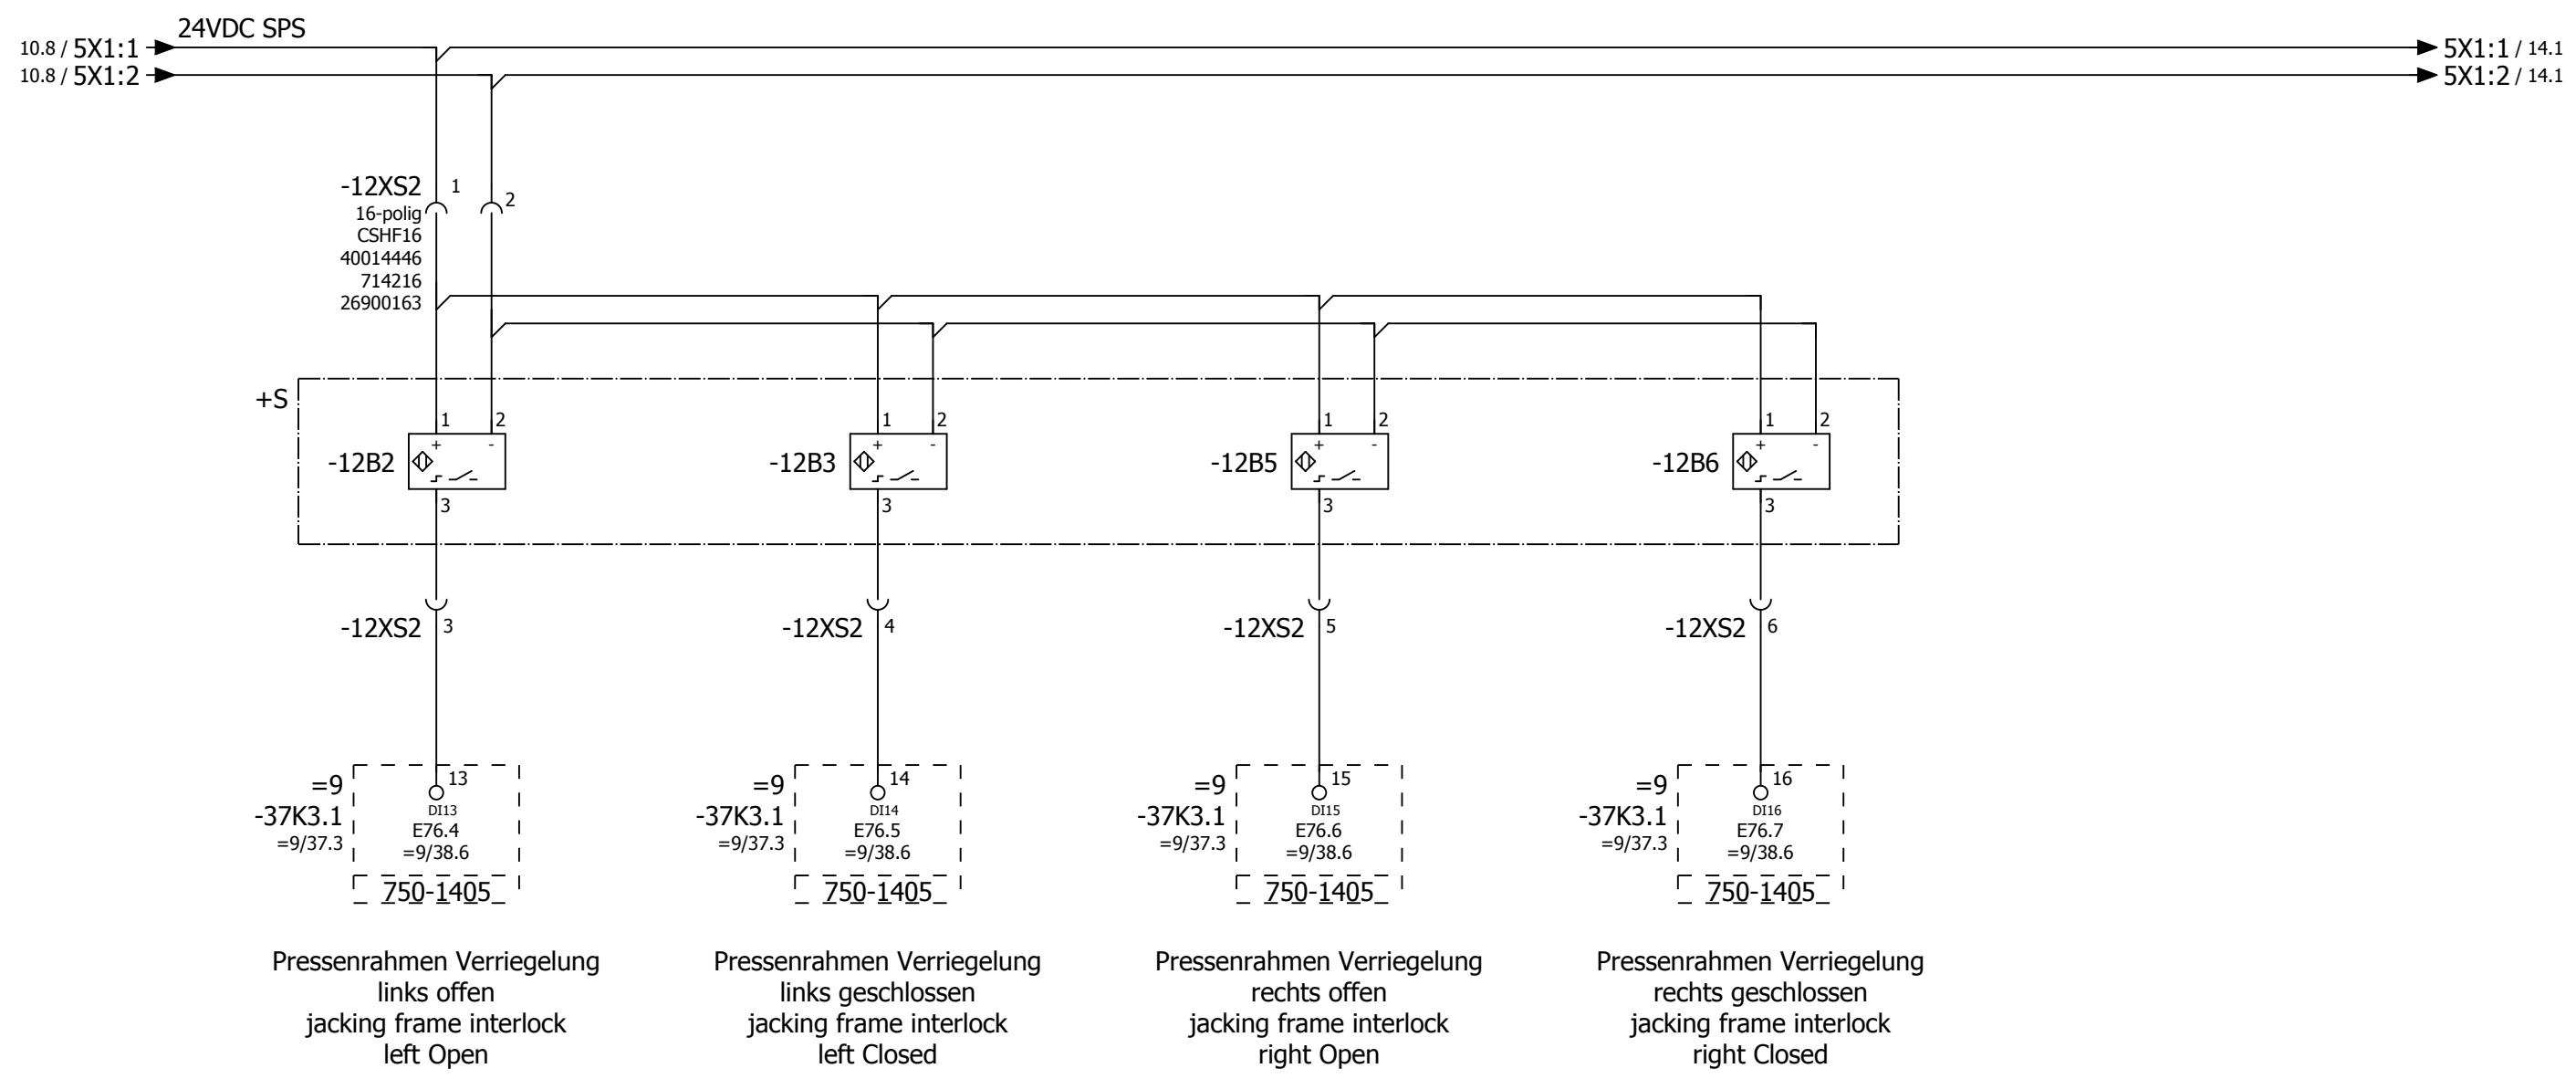 24VDC SPS
10.8 / 5X1:1
5X1:1 / 14.1
10.8 / 5X1:2
5X1:2 / 14.1
-12XS2 1 2
16-polig
CSHF16
40014446
714216
26900163
+S
1 2 1 2 1 2 1 2
+ - + - + - + -
-12B2 -12B3 -12B5 -12B6
3 3 3 3
-12XS2 3 -12XS2 4 -12XS2 5 -12XS2 6
=9
-37K3.1
=9/37.3
13
DI13
E76.4
=9/38.6
750-1405
=9
-37K3.1
=9/37.3
14
DI14
E76.5
=9/38.6
750-1405
=9
-37K3.1
=9/37.3
15
DI15
E76.6
=9/38.6
750-1405
=9
-37K3.1
=9/37.3
16
DI16
E76.7
=9/38.6
750-1405
Pressenrahmen Verriegelung
links offen
jacking frame interlock
left Open
Pressenrahmen Verriegelung
links geschlossen
jacking frame interlock
left Closed
Pressenrahmen Verriegelung
rechts offen
jacking frame interlock
right Open
Pressenrahmen Verriegelung
rechts geschlossen
jacking frame interlock
right Closed